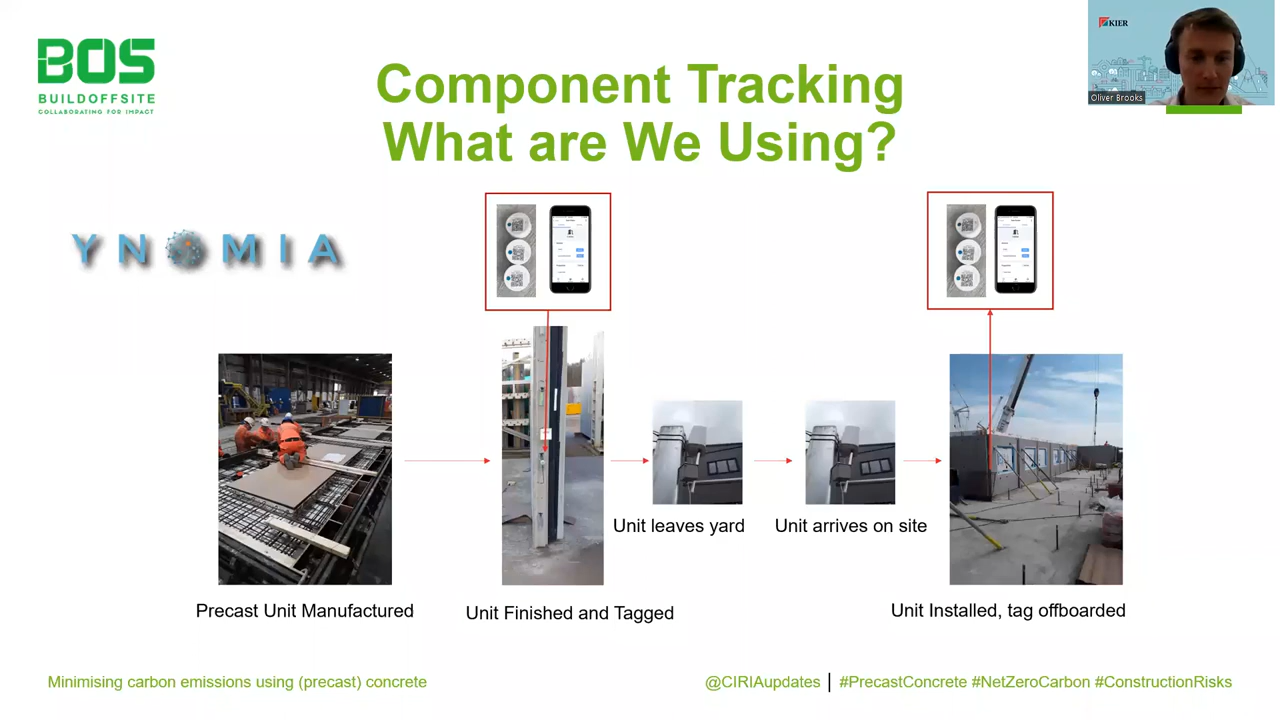 BOS
BUILDOFFSITE
COLLABORATING FOR IMPACT
Component Tracking
What are We Using?
KIER
Oliver Brooks
YNOMIA
Unit leaves yard
Unit arrives on site
Precast Unit Manufactured
Unit Finished and Tagged
Unit Installed, tag offboarded
Minimising carbon emissions using (precast) concrete
@CIRIAupdates | #PrecastConcrete #NetZeroCarbon #ConstructionRisks